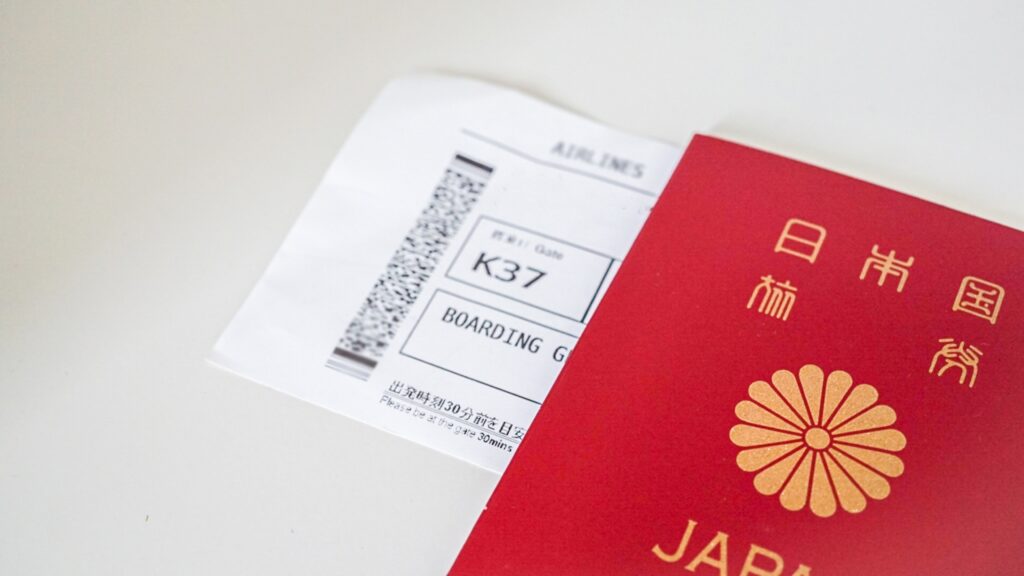 AIRLINES
Gate
K37
BOARDING G
出発時刻30分前を目安
Please be at the gate 30mins
日本国
旅券
JAPA